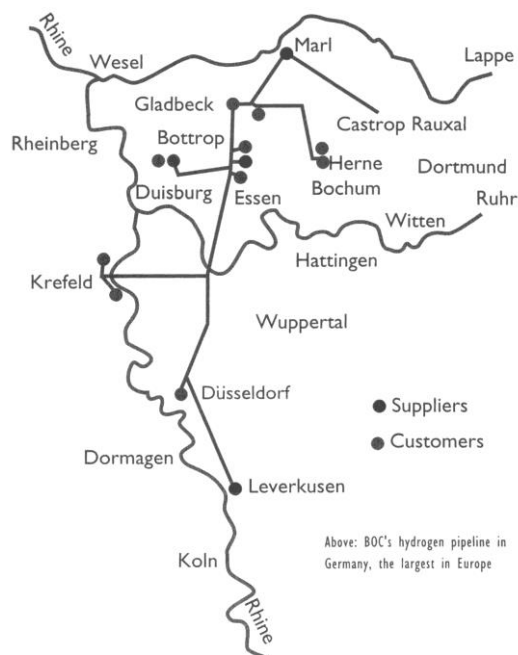 Rhine
Wesel
Marl
Lappe
Gladbeck
Castrop Rauxal
Rheinberg
Bottrop
Herne
Dortmund
Duisburg
Essen
Bochum
Ruhr
Witten
Hattingen
Krefeld
Wuppertal
Düsseldorf
Suppliers
Customers
Dormagen
Leverkusen
Above: BOC's hydrogen pipeline in
Germany, the largest in Europe
Koln
Rhine